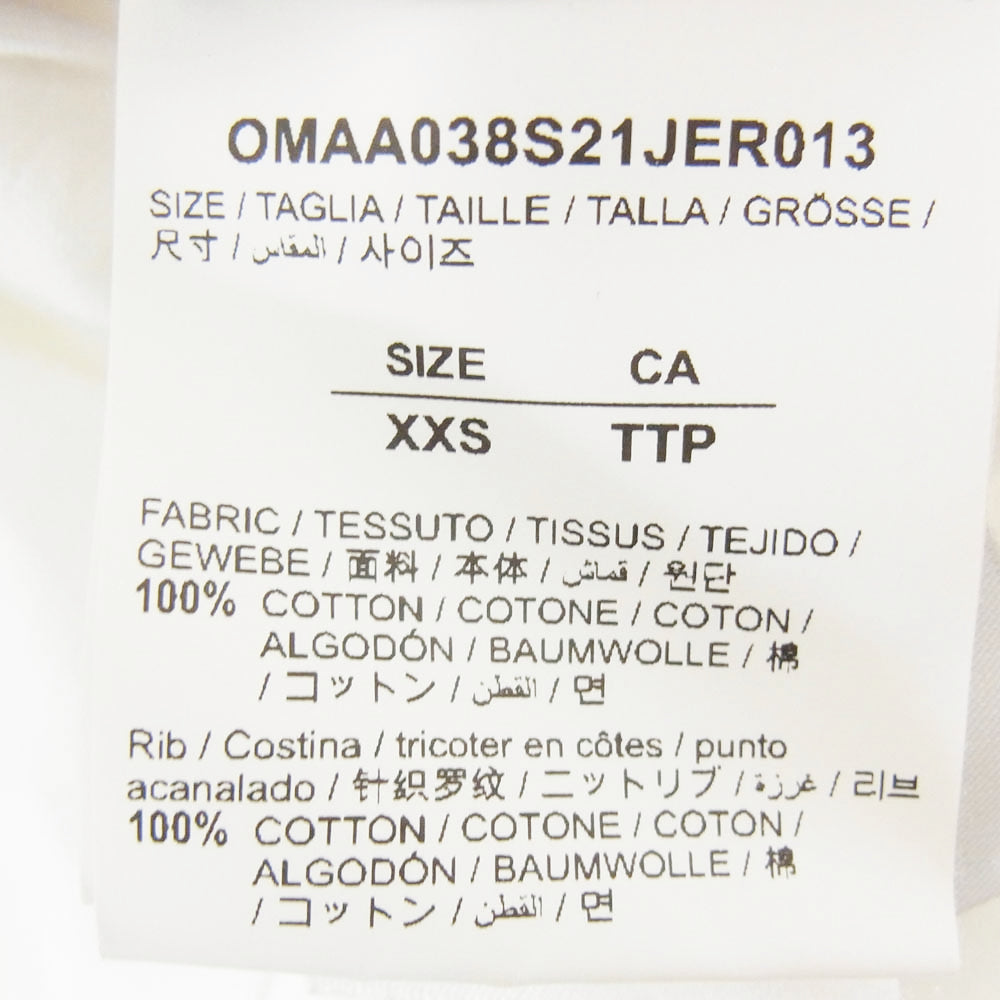 OMAA038S21JER013
SIZE / TAGLIA / TAILLE / TALLA / GRÖSSE /
尺寸 / المقاس / 사이즈
SIZE CA
XXS TTP
FABRIC / TESSUTO / TISSUS / TEJIDO /
GEWEBE / 面料 / 本体 / قماش / 원단
100% COTTON / COTONE / COTON /
ALGODÓN / BAUMWOLLE / 棉
/ コットン / القطن / 면
Rib / Costina / tricoter en côtes / punto
acanalado / 针织罗纹 / ニットリブ / غرزة / 리브
100% COTTON / COTONE / COTON /
ALGODÓN / BAUMWOLLE / 棉
/ コットン / القطن / 면